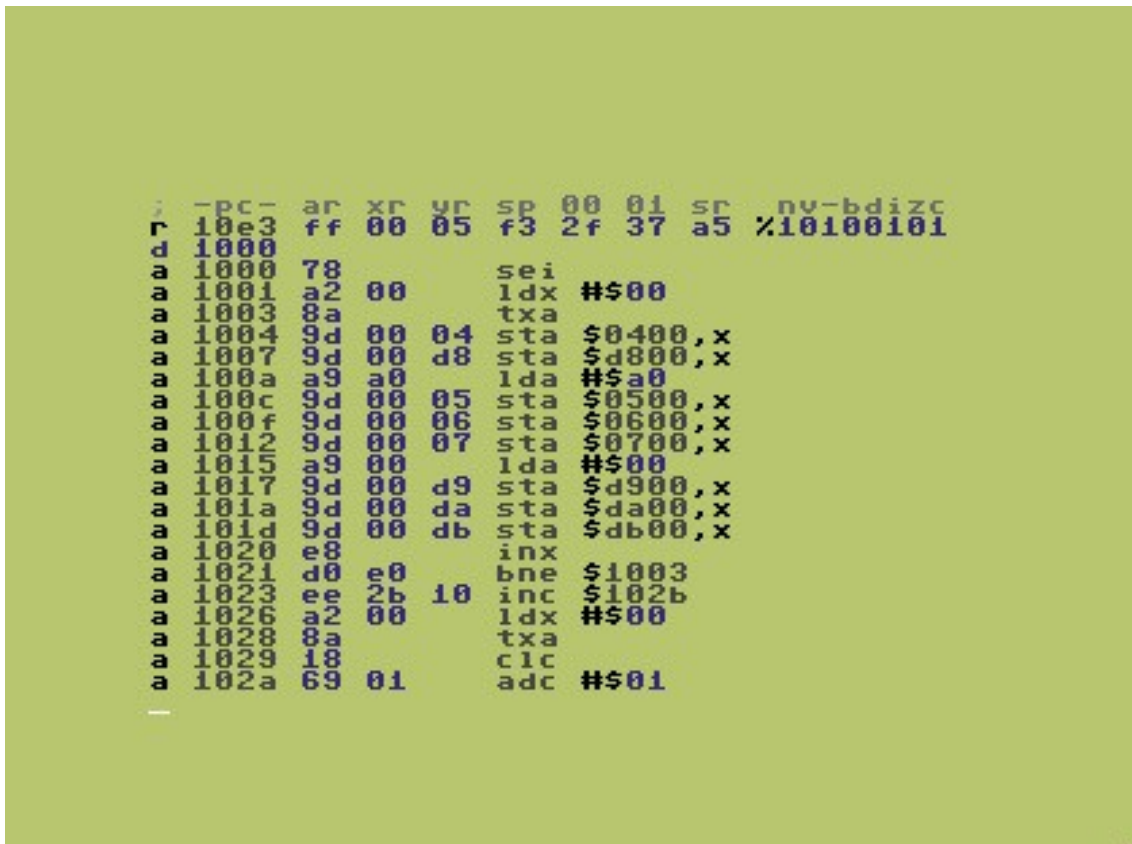 ; -pc- ar xr yr sp 00 01 sr  nv-bdizc
r 10e3 ff 00 05 f3 2f 37 a5 %10100101
d 1000
a 1000 78       sei
a 1001 a2 00    ldx #$00
a 1003 8a       txa
a 1004 9d 00 04 sta $0400,x
a 1007 9d 00 d8 sta $d800,x
a 100a a9 a0    lda #$a0
a 100c 9d 00 05 sta $0500,x
a 100f 9d 00 06 sta $0600,x
a 1012 9d 00 07 sta $0700,x
a 1015 a9 00    lda #$00
a 1017 9d 00 d9 sta $d900,x
a 101a 9d 00 da sta $da00,x
a 101d 9d 00 db sta $db00,x
a 1020 e8       inx
a 1021 d0 e0    bne $1003
a 1023 ee 2b 10 inc $102b
a 1026 a2 00    ldx #$00
a 1028 8a       txa
a 1029 18       clc
a 102a 69 01    adc #$01